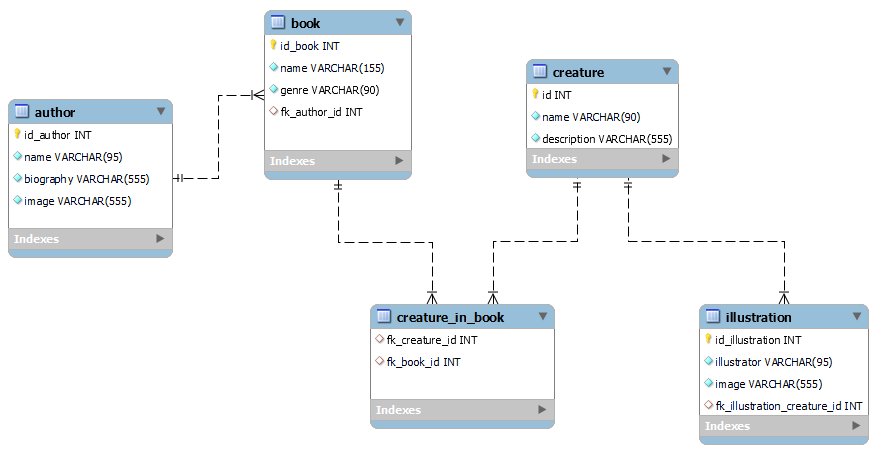 book
id_book INT
name VARCHAR(155)
genre VARCHAR(90)
fk_author_id INT
Indexes
creature
id INT
name VARCHAR(90)
description VARCHAR(555)
Indexes
author
id_author INT
name VARCHAR(95)
biography VARCHAR(555)
image VARCHAR(555)
Indexes
creature_in_book
fk_creature_id INT
fk_book_id INT
Indexes
illustration
id_illustration INT
illustrator VARCHAR(95)
image VARCHAR(555)
fk_illustration_creature_id INT
Indexes